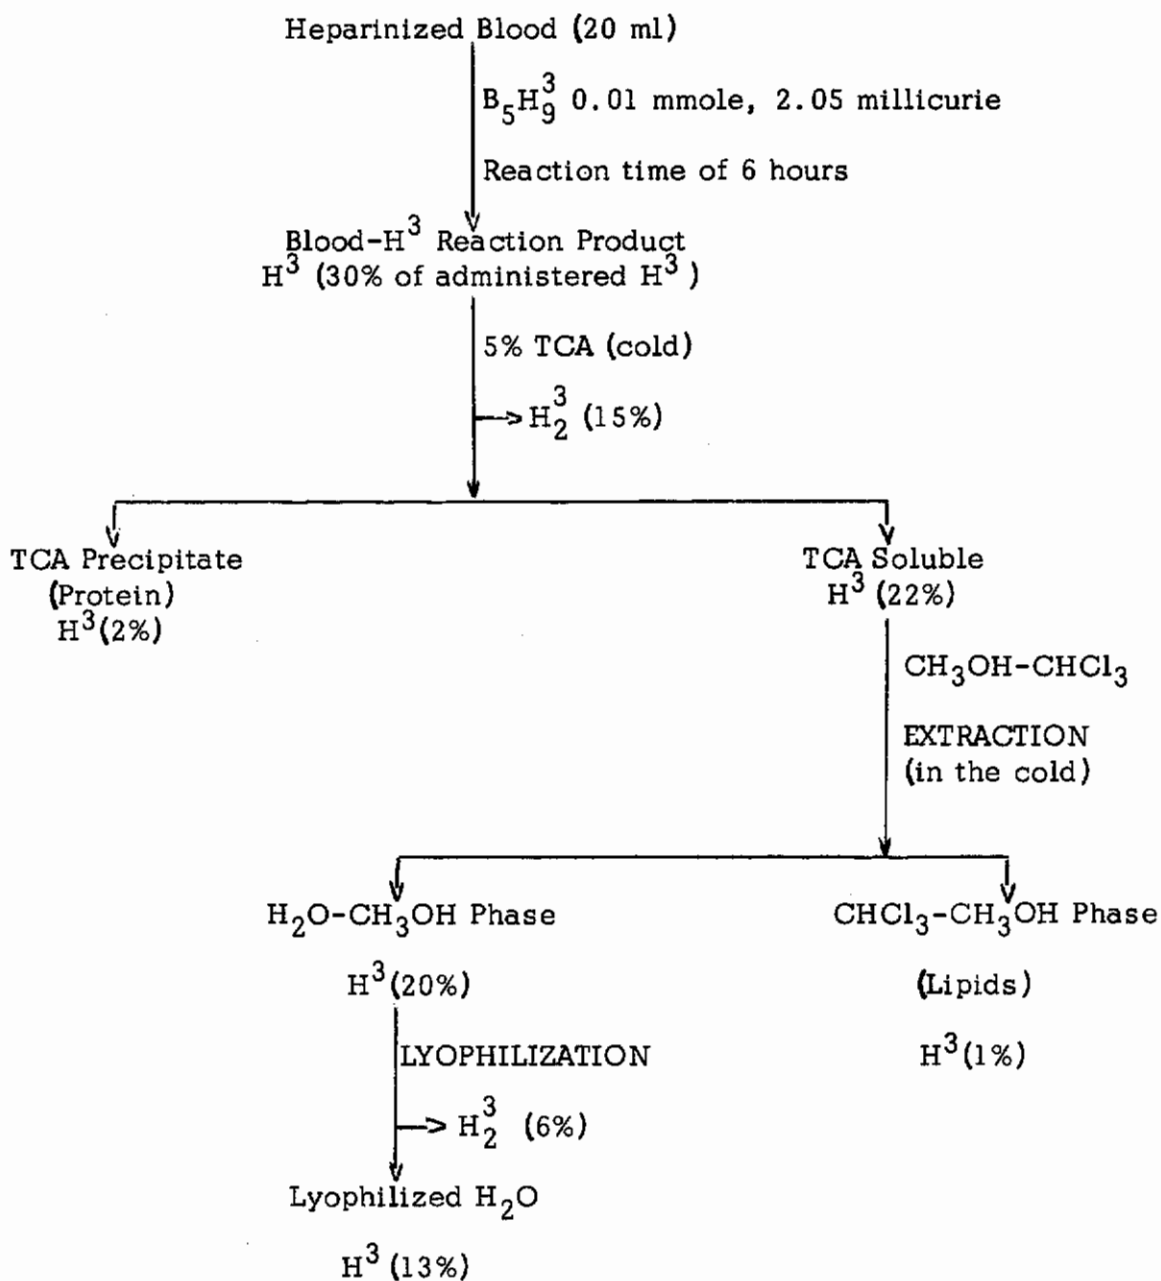 Heparinized Blood (20 ml)
B₅H₉³ 0.01 mmole, 2.05 millicurie
Reaction time of 6 hours
Blood-H³ Reaction Product
H³ (30% of administered H³)
5% TCA (cold)
H₂³ (15%)
TCA Precipitate
(Protein)
H³(2%)
TCA Soluble
H³ (22%)
CH₃OH-CHCl₃
EXTRACTION
(in the cold)
H₂O-CH₃OH Phase
H³(20%)
CHCl₃-CH₃OH Phase
(Lipids)
H³(1%)
LYOPHILIZATION
H₂³ (6%)
Lyophilized H₂O
H³ (13%)